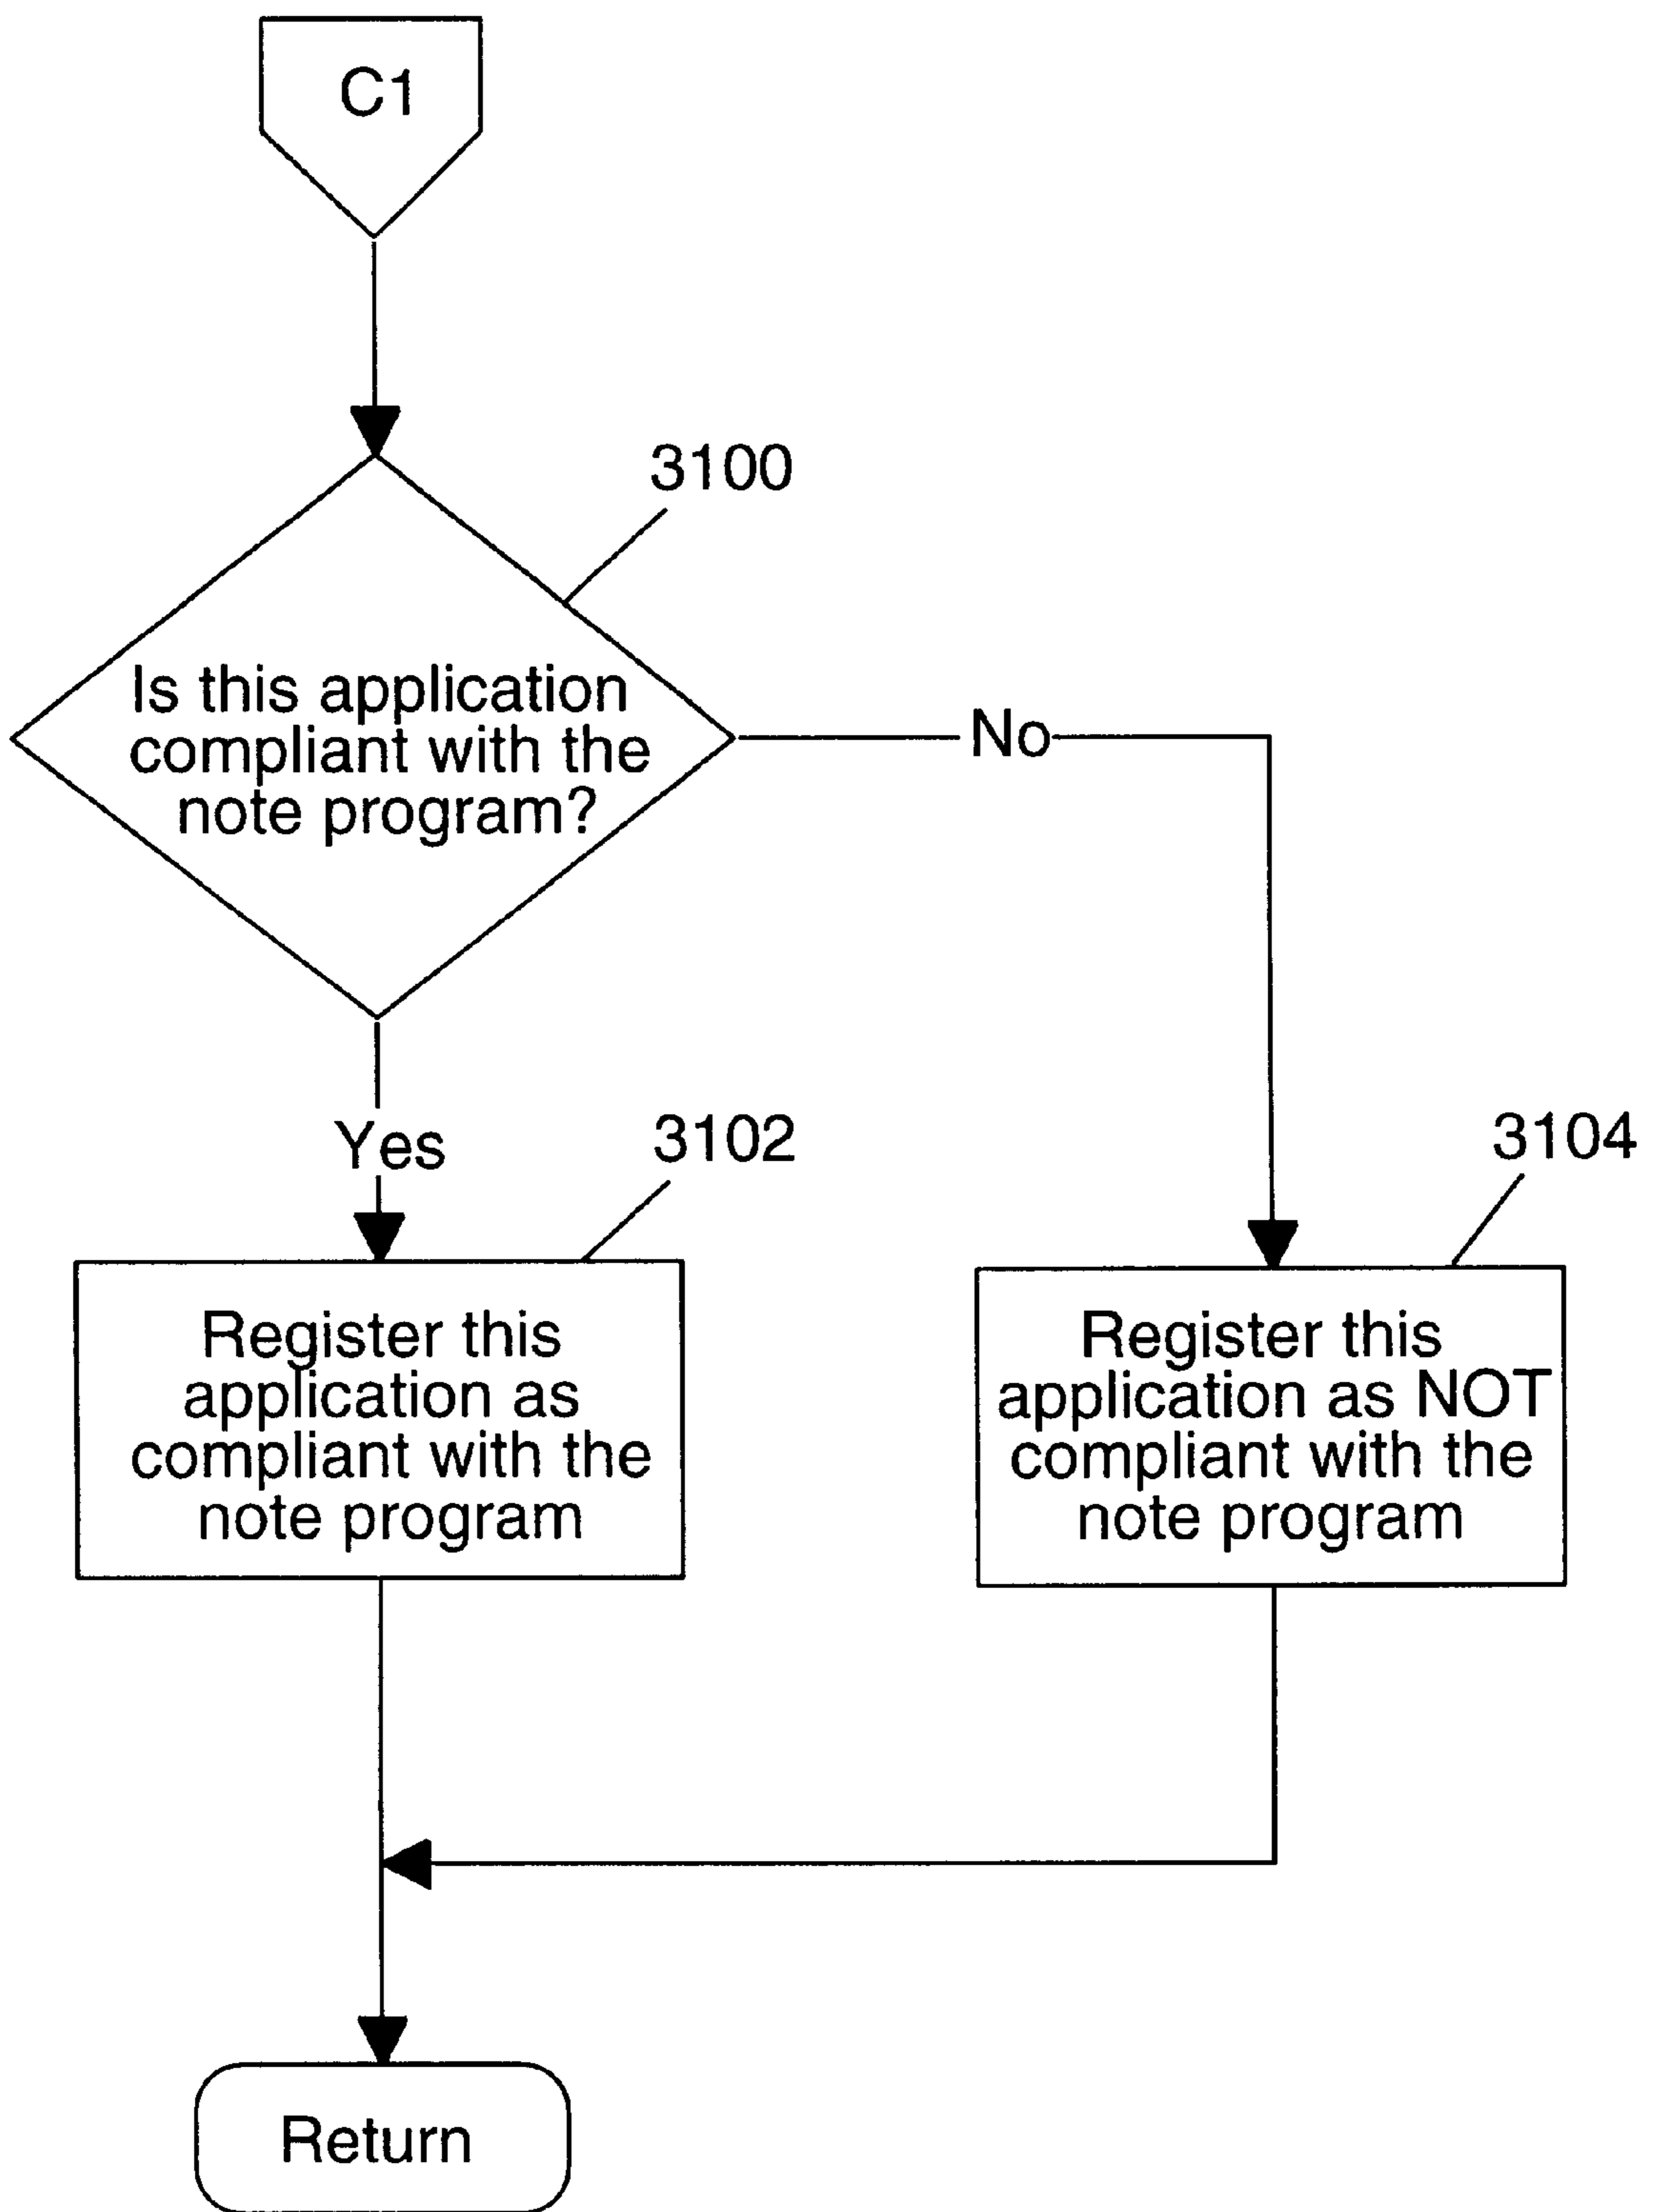 C1
3100
Is this application
compliant with the
note program?
No
Yes
3102
3104
Register this
application as
compliant with the
note program
Register this
application as NOT
compliant with the
note program
Return